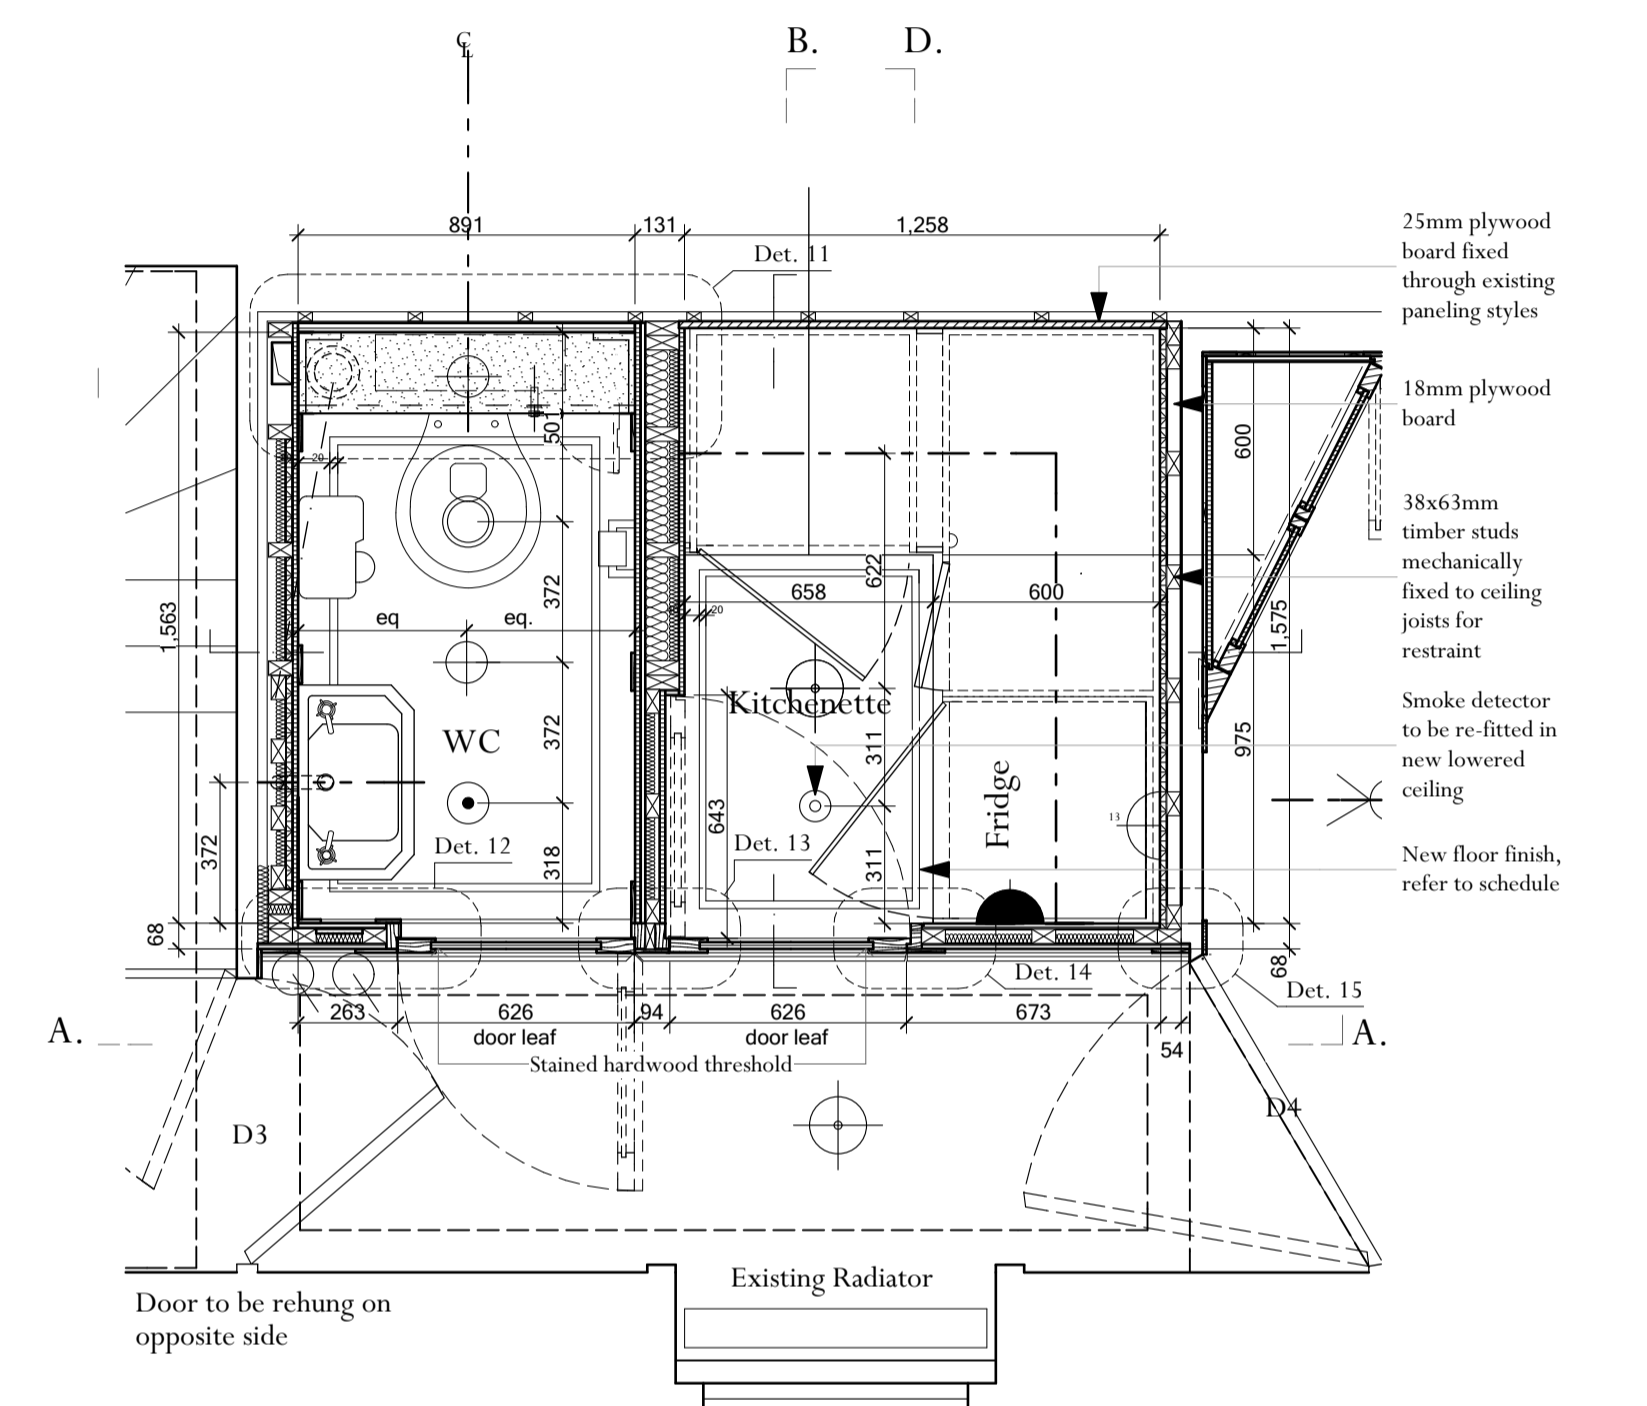 ℄
B.
D.
891
131
1,258
Det. 11
25mm plywood
board fixed
through existing
paneling styles
18mm plywood
board
38x63mm
timber studs
mechanically
fixed to ceiling
joists for
restraint
Smoke detector
to be re-fitted in
new lowered
ceiling
New floor finish,
refer to schedule
501
20
600
372
622
658
600
20
eq
eq.
1,563
1,575
Kitchenette
WC
372
311
975
Fridge
643
13
372
Det. 12
318
Det. 13
311
68
68
Det. 14
Det. 15
263
626
94
626
673
door leaf
door leaf
54
A.
A.
Stained hardwood threshold
D3
D4
Existing Radiator
Door to be rehung on
opposite side